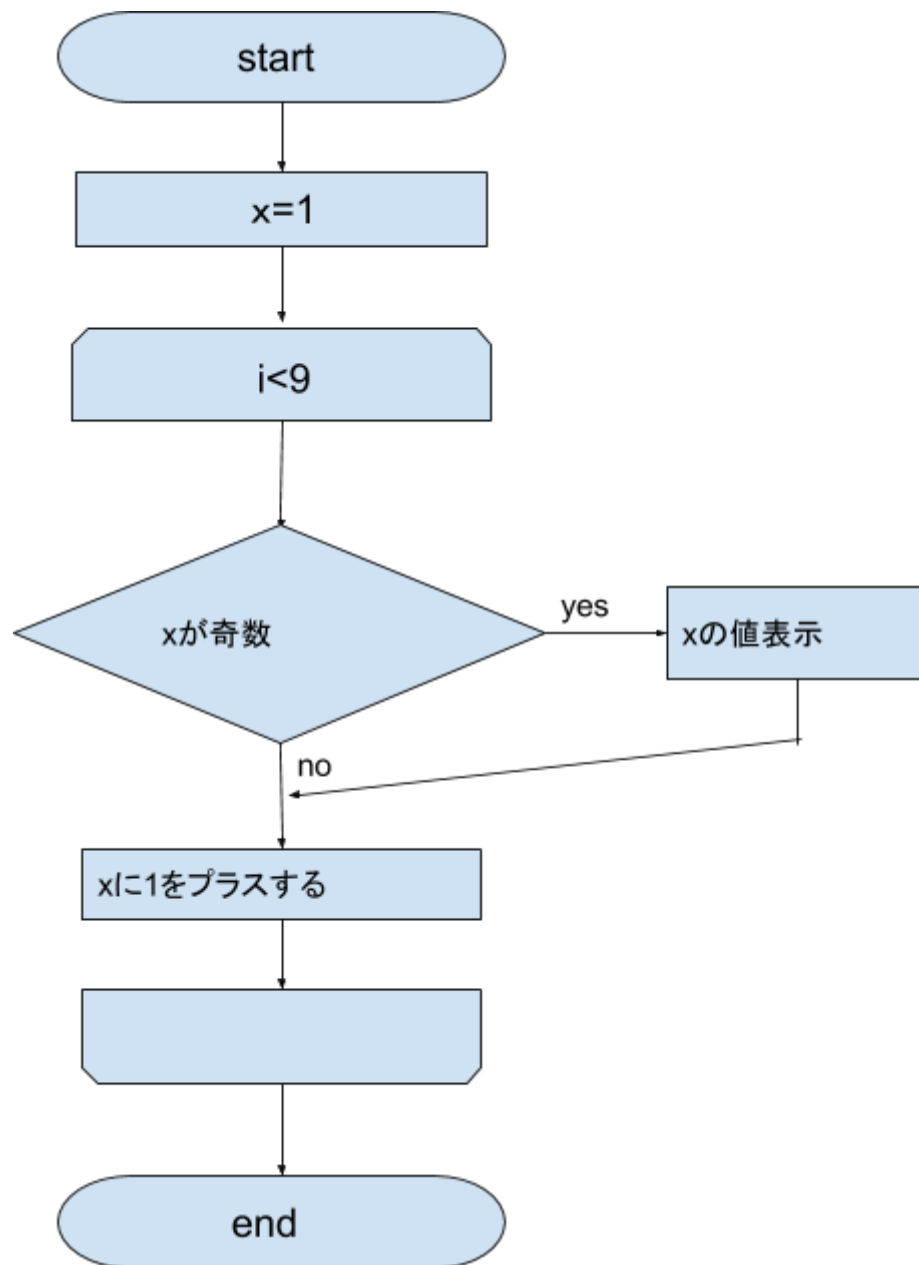 start
x=1
i<9
xが奇数
yes
xの値表示
no
xに1をプラスする
end